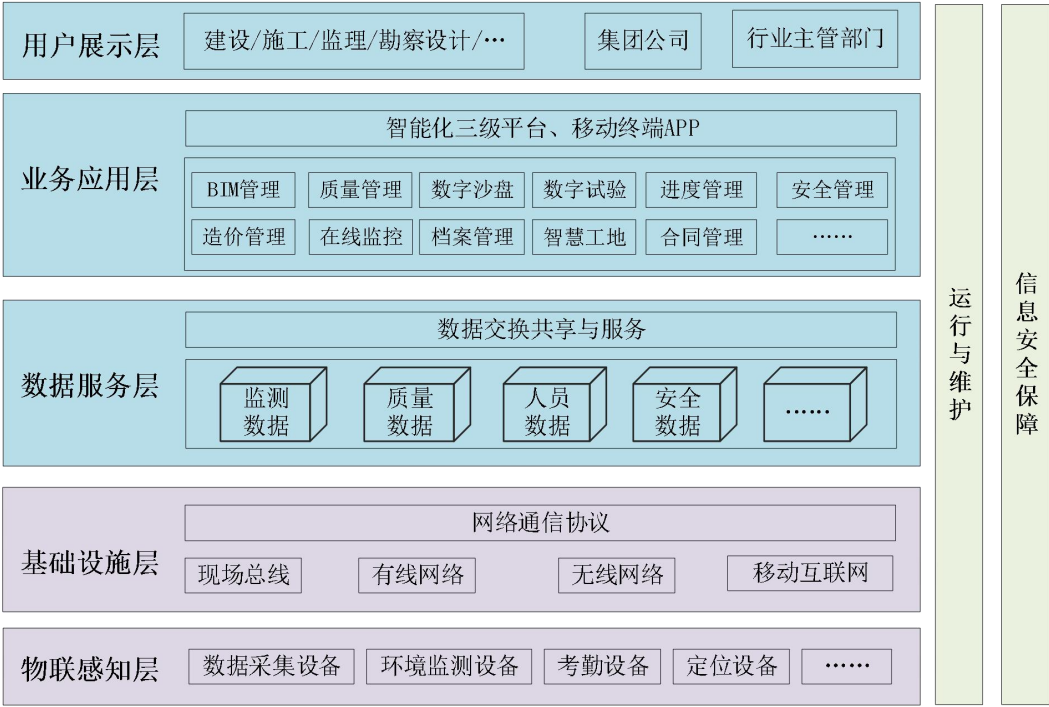 用户展示层
建设/施工/监理/勘察设计/…
集团公司
行业主管部门
业务应用层
智能化三级平台、移动终端APP
BIM管理
质量管理
数字沙盘
数字试验
进度管理
安全管理
造价管理
在线监控
档案管理
智慧工地
合同管理
……
数据服务层
数据交换共享与服务
监测
数据
质量
数据
人员
数据
安全
数据
……
基础设施层
网络通信协议
现场总线
有线网络
无线网络
移动互联网
物联感知层
数据采集设备
环境监测设备
考勤设备
定位设备
……
运行与维护
信息安全保障